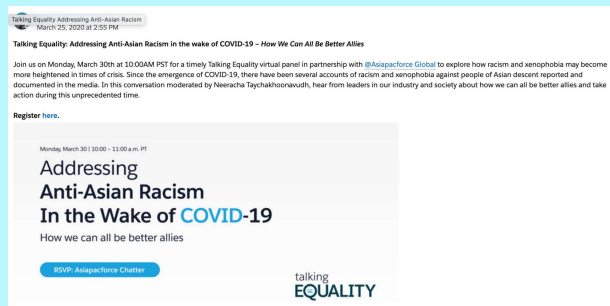 Talking Equality Addressing Anti-Asian Racism
March 25, 2020 at 2:55 PM
Talking Equality: Addressing Anti-Asian Racism in the wake of COVID-19 – How We Can All Be Better Allies
Join us on Monday, March 30th at 10:00AM PST for a timely Talking Equality virtual panel in partnership with @Asiapacforce Global to explore how racism and xenophobia may become
more heightened in times of crisis. Since the emergence of COVID-19, there have been several accounts of racism and xenophobia against people of Asian descent reported and
documented in the media. In this conversation moderated by Neeracha Taychakhoonavudh, hear from leaders in our industry and society about how we can all be better allies and take
action during this unprecedented time.
Register here.
Monday, March 30 | 10:00 – 11:00 a.m. PT
Addressing
Anti-Asian Racism
In the Wake of COVID-19
How we can all be better allies
RSVP: Asiapacforce Chatter
talking
EQUALITY